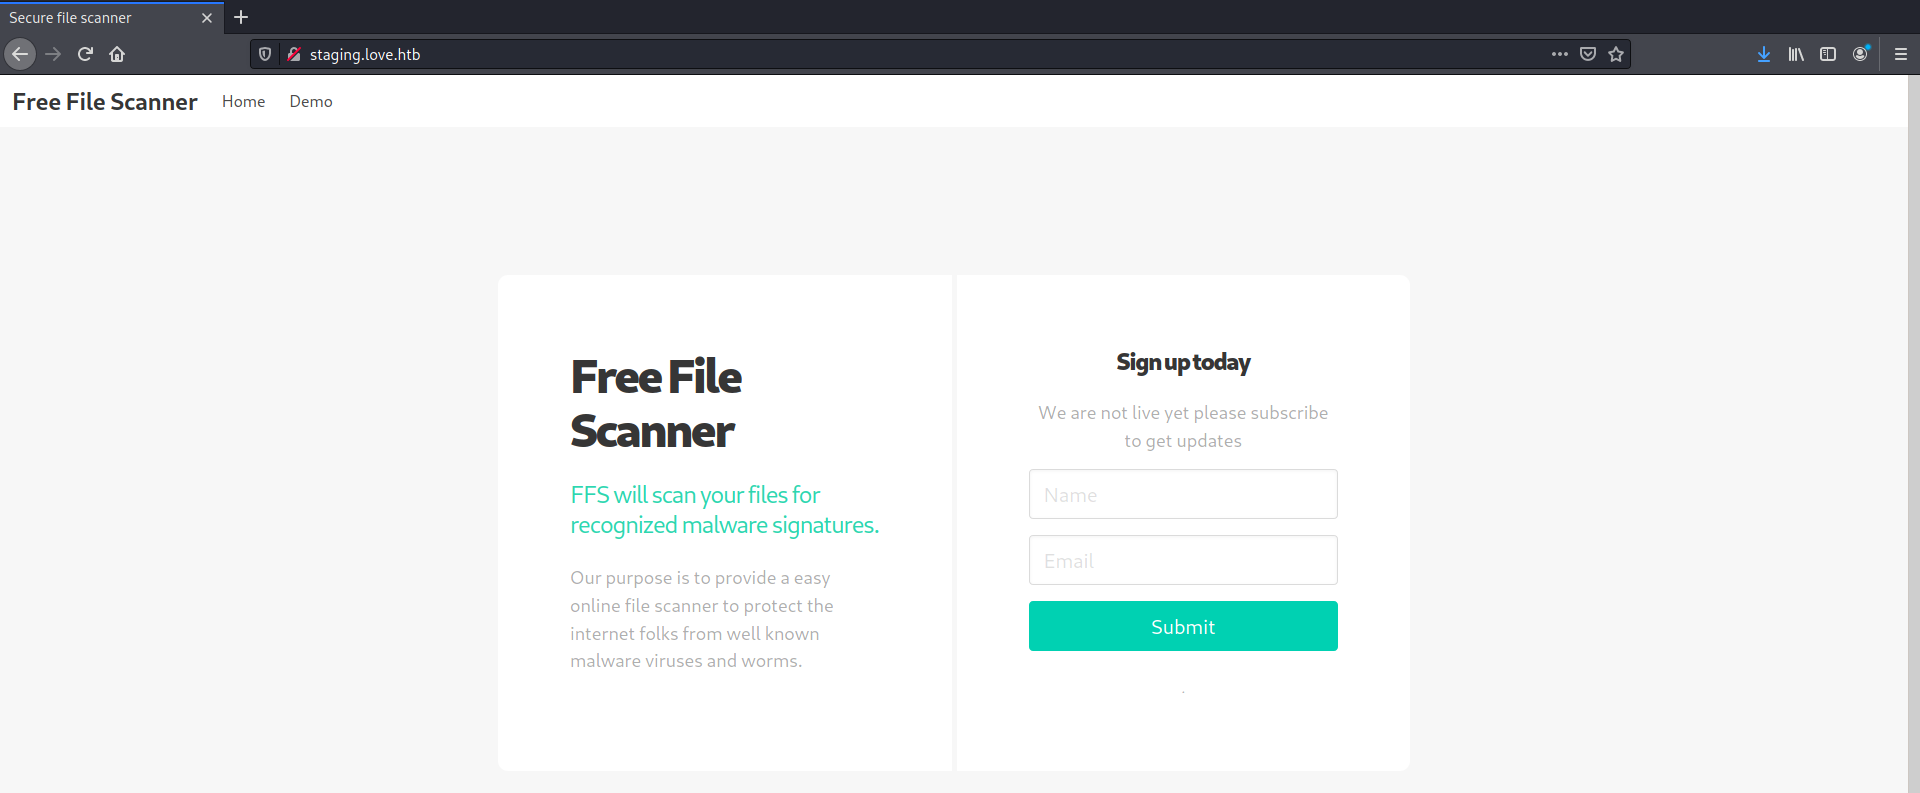 Secure file scanner
staging.love.htb
Free File Scanner Home Demo
Free File
Scanner
FFS will scan your files for
recognized malware signatures.
Our purpose is to provide a easy
online file scanner to protect the
internet folks from well known
malware viruses and worms.
Sign up today
We are not live yet please subscribe
to get updates
Name
Email
Submit
.